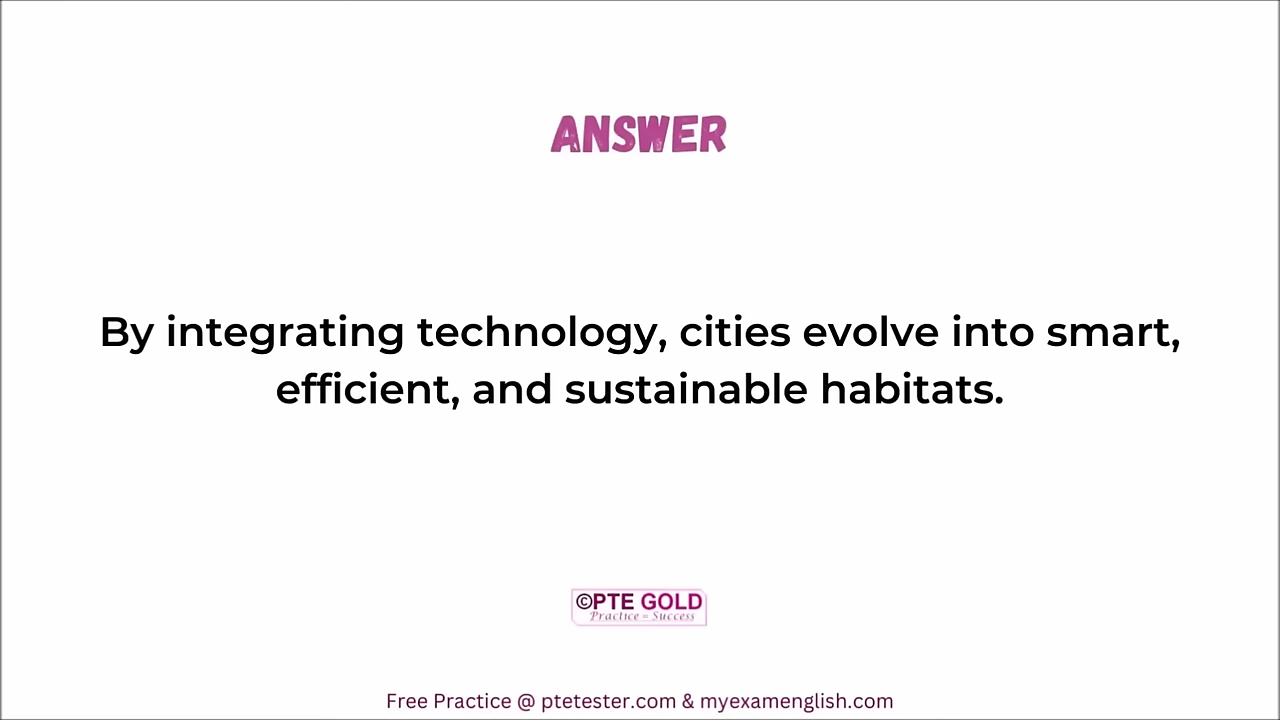 ANSWER
By integrating technology, cities evolve into smart,
efficient, and sustainable habitats.
©PTE GOLD
Practice = Success
Free Practice @ ptetester.com & myexamenglish.com